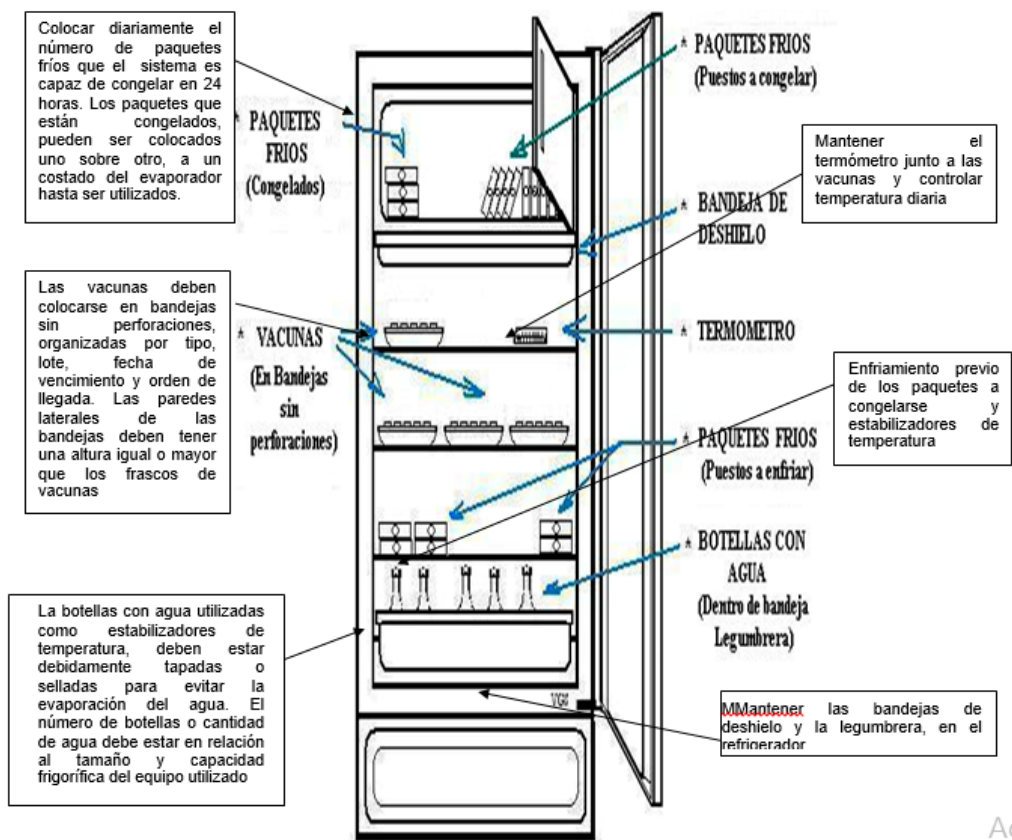 Colocar diariamente el
número de paquetes
fríos que el sistema es
capaz de congelar en 24
horas. Los paquetes que
están congelados,
pueden ser colocados
uno sobre otro, a un
costado del evaporador
hasta ser utilizados.
* PAQUETES
FRIOS
(Congelados)
* PAQUETES FRIOS
(Puestos a congelar)
Mantener el
termómetro junto a las
vacunas y controlar
temperatura diaria
* BANDEJA DE
DESHIELO
Las vacunas deben
colocarse en bandejas
sin perforaciones,
organizadas por tipo,
lote, fecha de
vencimiento y orden de
llegada. Las paredes
laterales de las
bandejas deben tener
una altura igual o mayor
que los frascos de
vacunas
* VACUNAS
(En Bandejas
sin
perforaciones)
* TERMOMETRO
Enfriamiento previo
de los paquetes a
congelarse y
estabilizadores de
temperatura
* PAQUETES FRIOS
(Puestos a enfriar)
* BOTELLAS CON
AGUA
(Dentro de bandeja
Legumbrera)
La botellas con agua utilizadas
como estabilizadores de
temperatura, deben estar
debidamente tapadas o
selladas para evitar la
evaporación del agua. El
número de botellas o cantidad
de agua debe estar en relación
al tamaño y capacidad
frigorífica del equipo utilizado
MMantener las bandejas de
deshielo y la legumbrera, en el
refrigerador